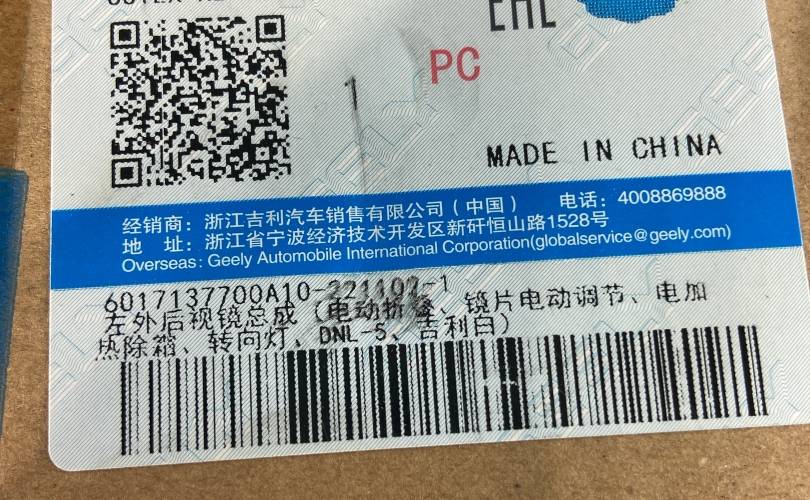 EAC
PC
MADE IN CHINA
经销商：浙江吉利汽车销售有限公司（中国） 电话：4008869888
地 址：浙江省宁波经济技术开发区新矸恒山路1528号
Overseas: Geely Automobile International Corporation(globalservice@geely.com)
6017137700A10-221102-1
左外后视镜总成（电动折叠、镜片电动调节、电加
热除霜、转向灯、DNL-5、吉利白）